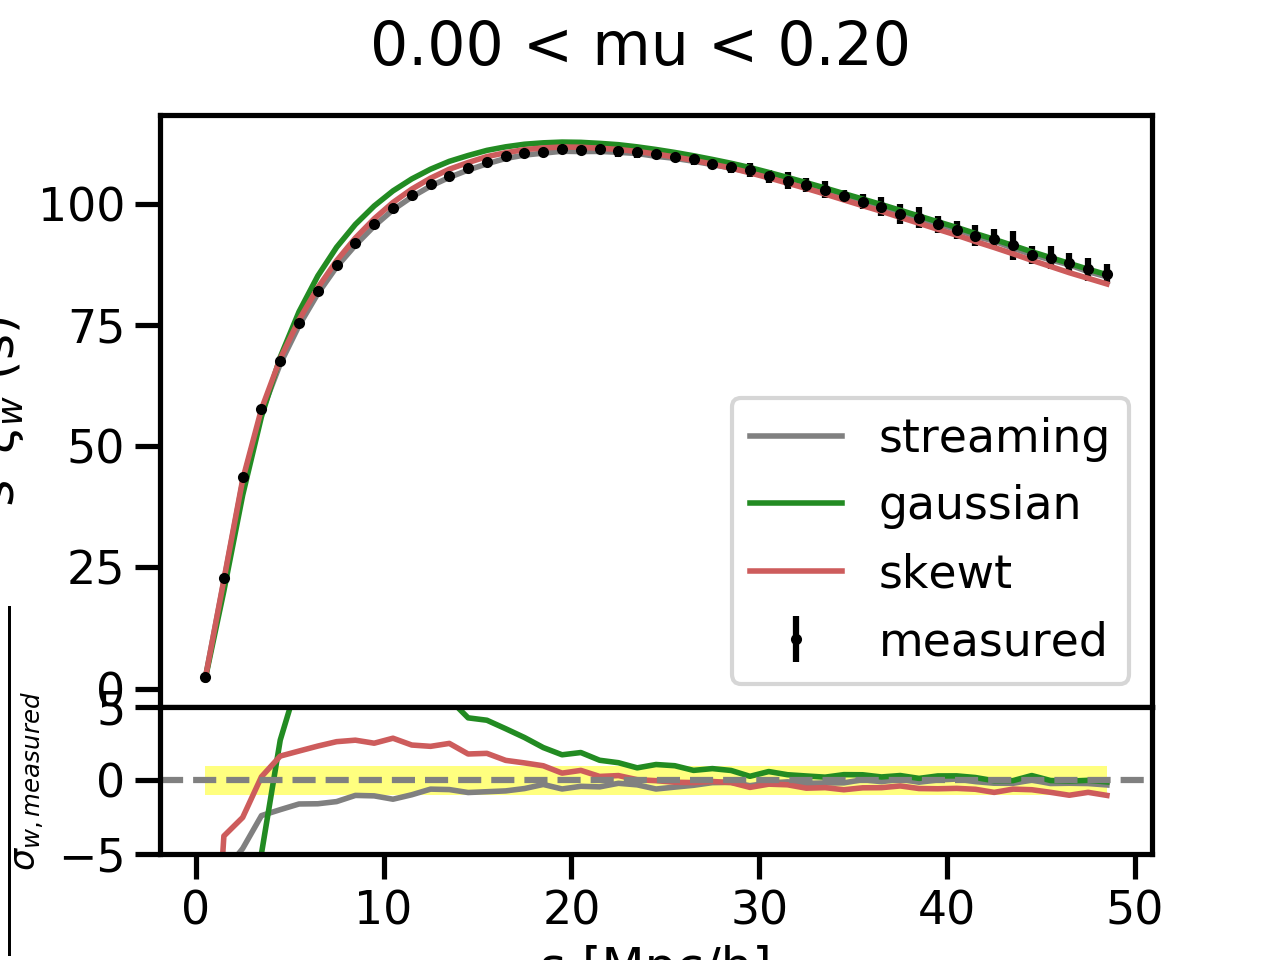 0.00 < mu < 0.20
100
75
50
25
0
streaming
gaussian
skewt
measured
5
0
−5
σw, measured
0 10 20 30 40 50
s [Mpc/h]